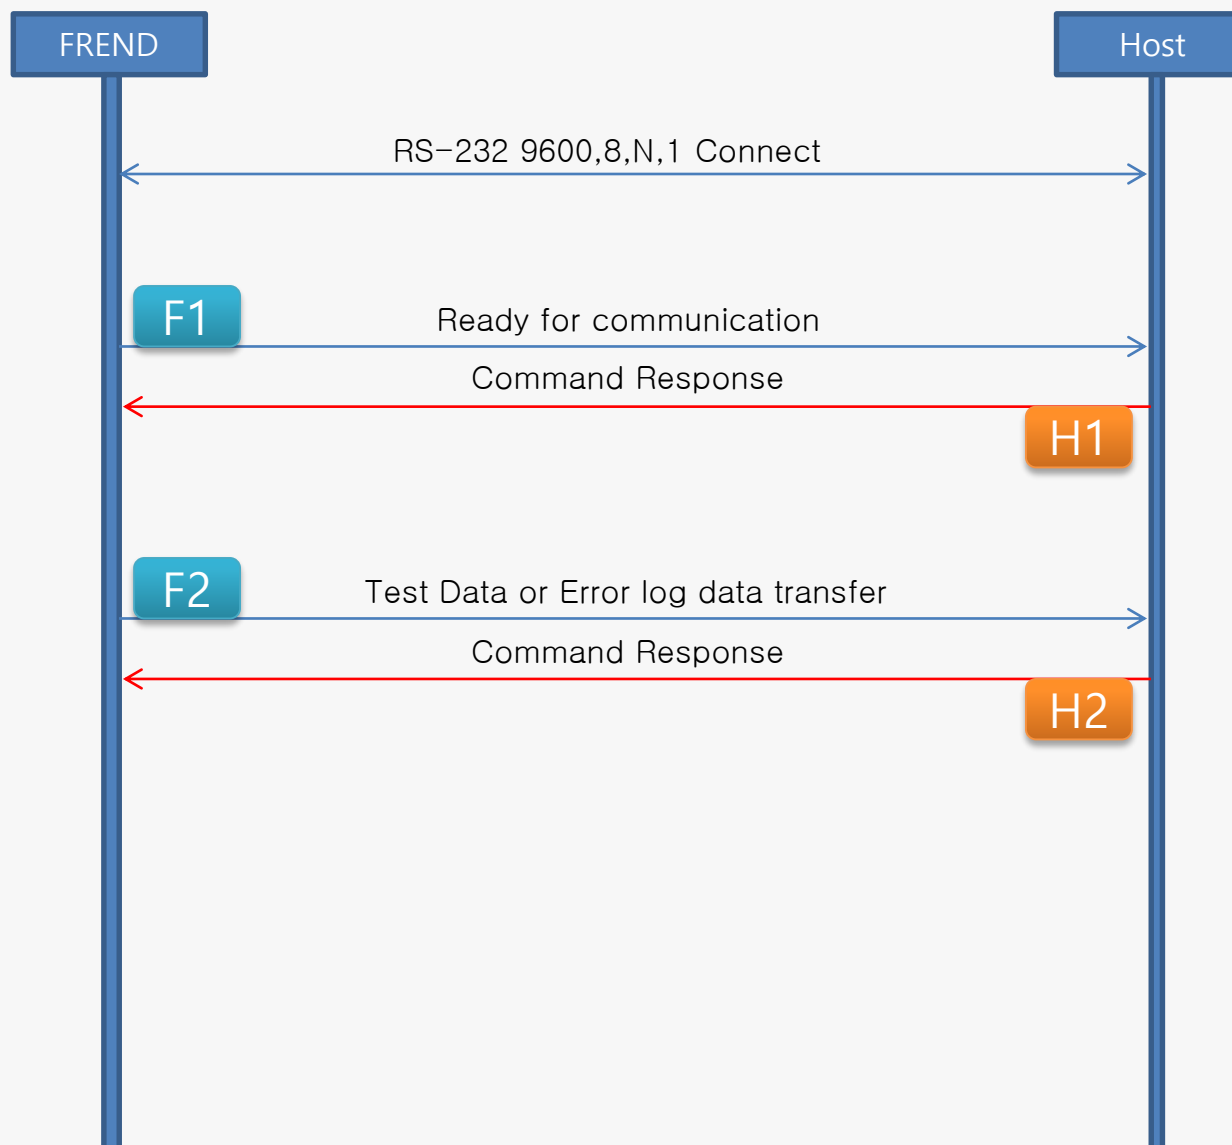 FREND
Host
RS-232 9600,8,N,1 Connect
F1
Ready for communication
Command Response
H1
F2
Test Data or Error log data transfer
Command Response
H2